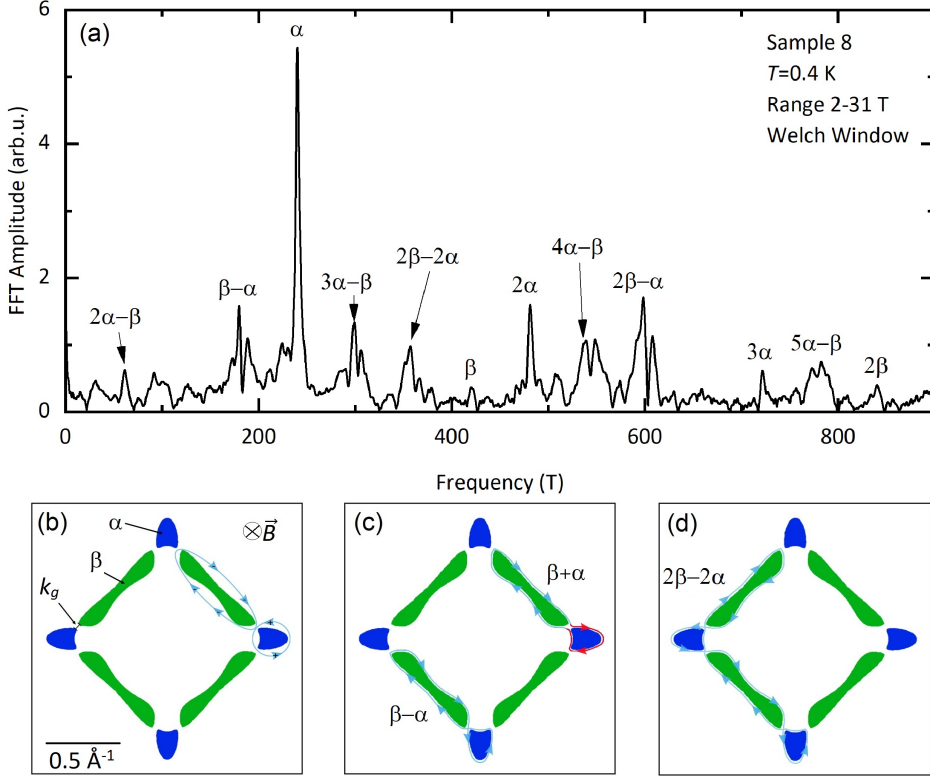 (a)
Sample 8
T=0.4 K
Range 2-31 T
Welch Window
FFT Amplitude (arb.u.)
6
4
2
0
2α−β
β−α
α
3α−β
2β−2α
β
2α
4α−β
2β−α
3α
5α−β
2β
0 200 400 600 800
Frequency (T)
(b)
α
β
k_g
⊗B⃗
- 
+
+
0.5 Å⁻¹
(c)
β+α
β−α
(d)
2β−2α